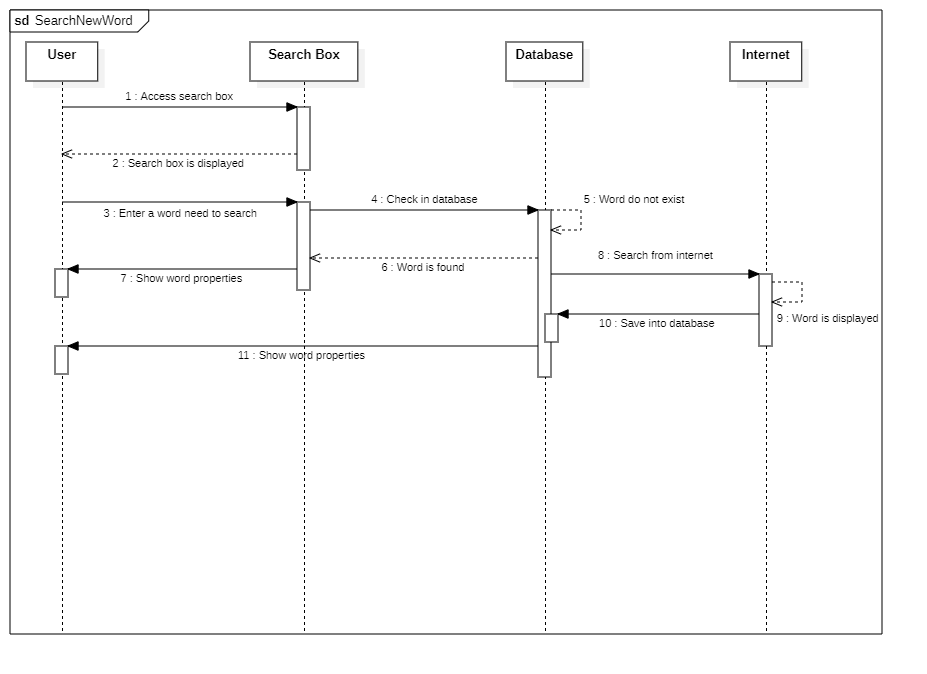 sd SearchNewWord
User
Search Box
Database
Internet
1 : Access search box
2 : Search box is displayed
3 : Enter a word need to search
4 : Check in database
5 : Word do not exist
6 : Word is found
7 : Show word properties
8 : Search from internet
9 : Word is displayed
10 : Save into database
11 : Show word properties